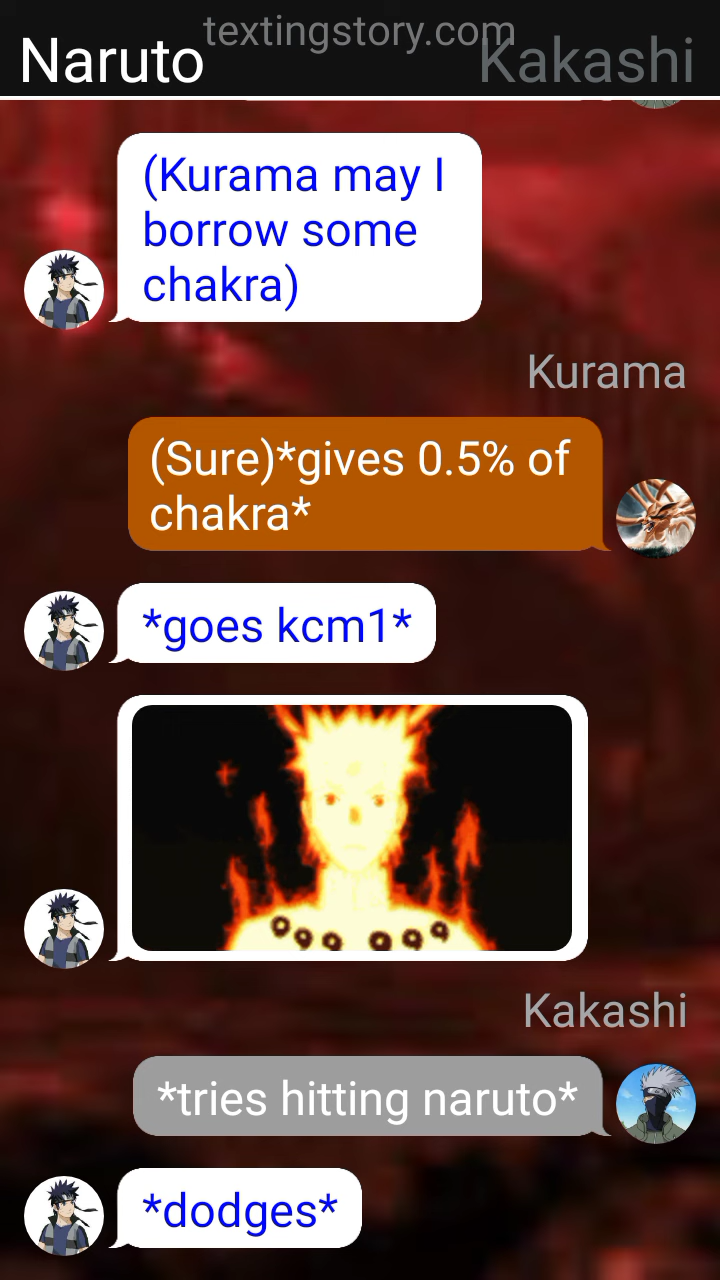 textingstory.com
Naruto
Kakashi
(Kurama may I
borrow some
chakra)
Kurama
(Sure)*gives 0.5% of
chakra*
*goes kcm1*
Kakashi
*tries hitting naruto*
*dodges*